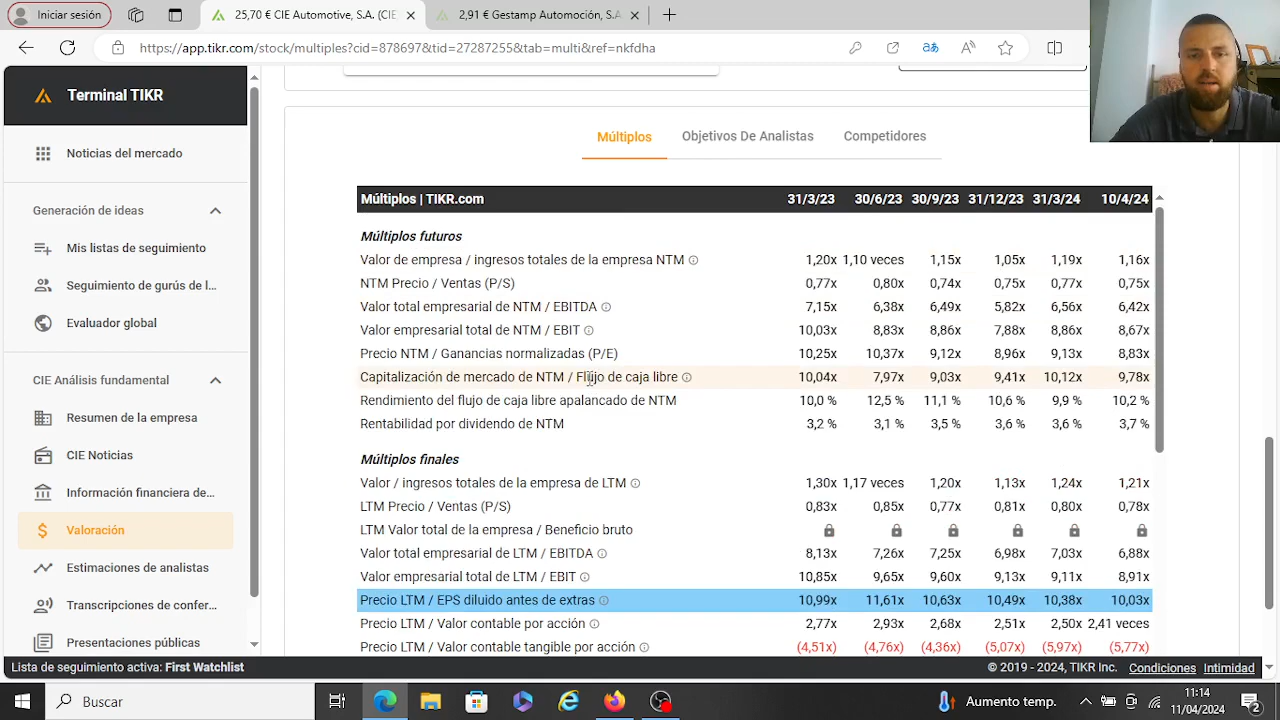 Iniciar sesión
25,70 € CIE Automotive, S.A. (CIE
2,91 € Gestamp Automoción, S.A
https://app.tikr.com/stock/multiples?cid=878697&tid=27287255&tab=multi&ref=nkfdha
Terminal TIKR
Noticias del mercado
Generación de ideas
Mis listas de seguimiento
Seguimiento de gurús de l...
Evaluador global
CIE Análisis fundamental
Resumen de la empresa
CIE Noticias
Información financiera de...
Valoración
Estimaciones de analistas
Transcripciones de confer...
Presentaciones públicas
Múltiplos Objetivos De Analistas Competidores
Múltiplos | TIKR.com 31/3/23 30/6/23 30/9/23 31/12/23 31/3/24 10/4/24
Múltiplos futuros
Valor de empresa / ingresos totales de la empresa NTM 1,20x 1,10 veces 1,15x 1,05x 1,19x 1,16x
NTM Precio / Ventas (P/S) 0,77x 0,80x 0,74x 0,75x 0,77x 0,75x
Valor total empresarial de NTM / EBITDA 7,15x 6,38x 6,49x 5,82x 6,56x 6,42x
Valor empresarial total de NTM / EBIT 10,03x 8,83x 8,86x 7,88x 8,86x 8,67x
Precio NTM / Ganancias normalizadas (P/E) 10,25x 10,37x 9,12x 8,96x 9,13x 8,83x
Capitalización de mercado de NTM / Flujo de caja libre 10,04x 7,97x 9,03x 9,41x 10,12x 9,78x
Rendimiento del flujo de caja libre apalancado de NTM 10,0 % 12,5 % 11,1 % 10,6 % 9,9 % 10,2 %
Rentabilidad por dividendo de NTM 3,2 % 3,1 % 3,5 % 3,6 % 3,6 % 3,7 %
Múltiplos finales
Valor / ingresos totales de la empresa de LTM 1,30x 1,17 veces 1,20x 1,13x 1,24x 1,21x
LTM Precio / Ventas (P/S) 0,83x 0,85x 0,77x 0,81x 0,80x 0,78x
LTM Valor total de la empresa / Beneficio bruto
Valor total empresarial de LTM / EBITDA 8,13x 7,26x 7,25x 6,98x 7,03x 6,88x
Valor empresarial total de LTM / EBIT 10,85x 9,65x 9,60x 9,13x 9,11x 8,91x
Precio LTM / EPS diluido antes de extras 10,99x 11,61x 10,63x 10,49x 10,38x 10,03x
Precio LTM / Valor contable por acción 2,77x 2,93x 2,68x 2,51x 2,50x 2,41 veces
Precio LTM / Valor contable tangible por acción (4,51x) (4,76x) (4,36x) (5,07x) (5,97x) (5,77x)
Lista de seguimiento activa: First Watchlist
© 2019 - 2024, TIKR Inc. Condiciones Intimidad
Buscar
Aumento temp.
11:14
11/04/2024
2